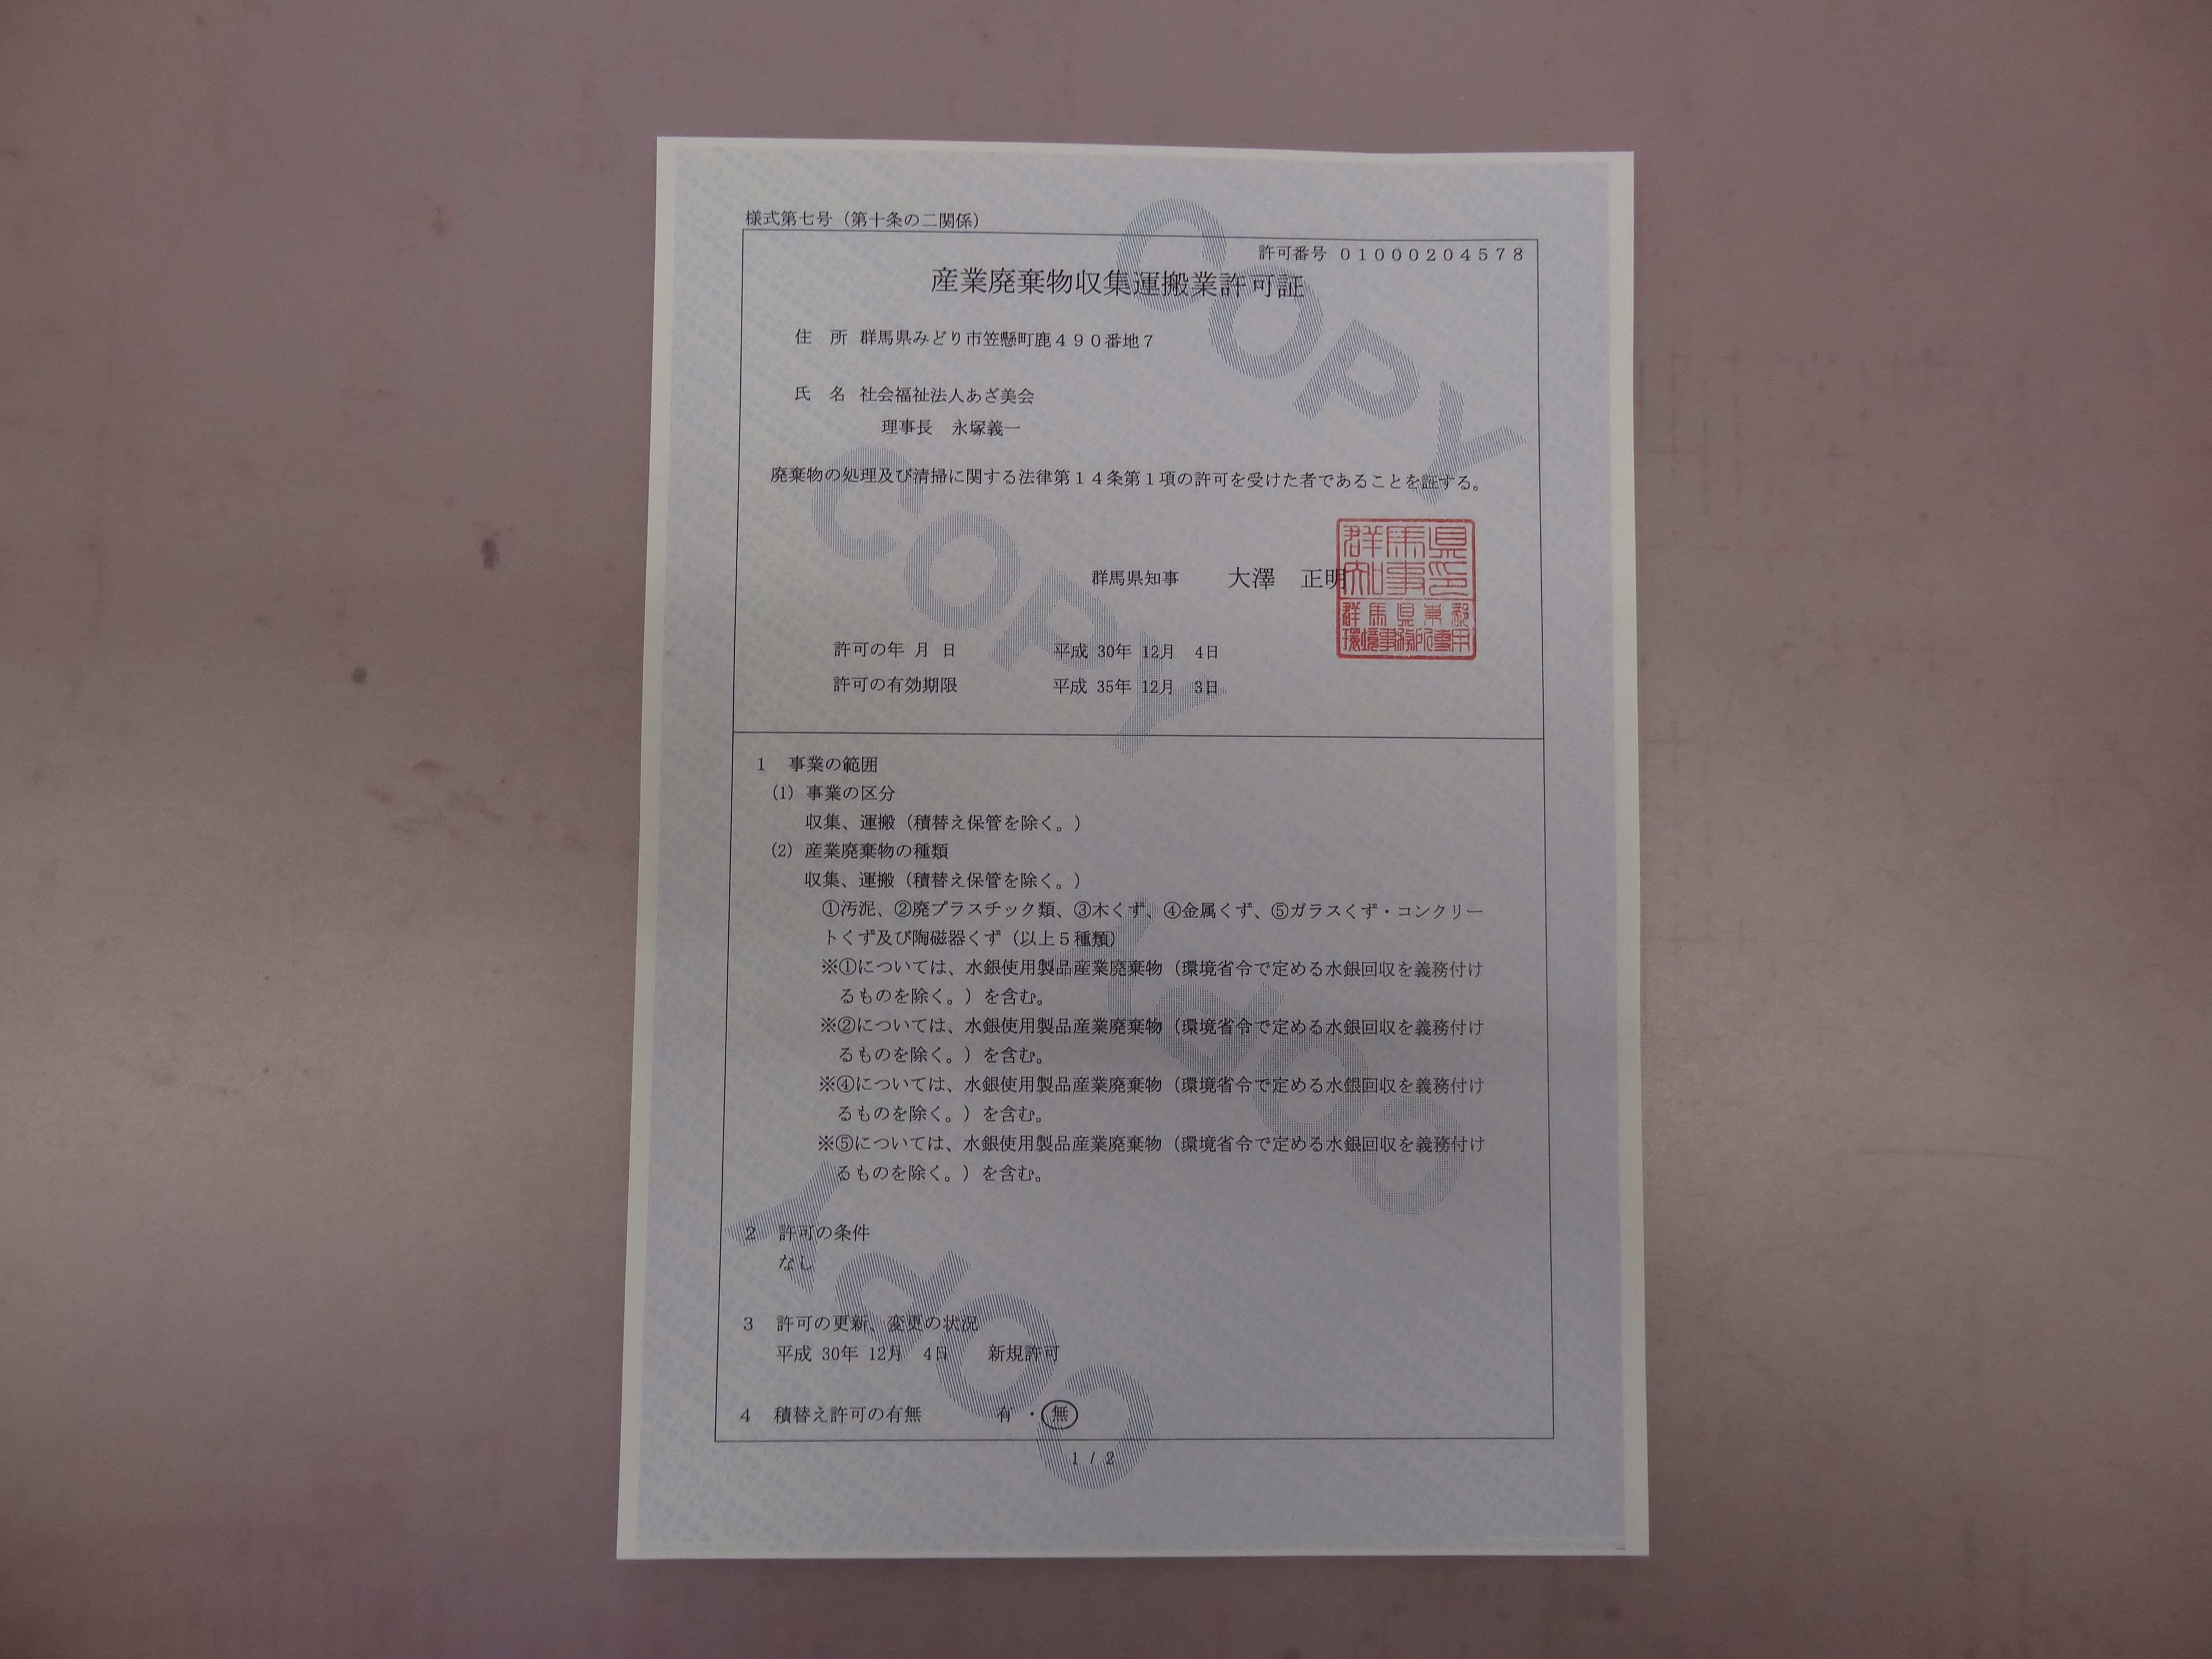 様式第七号（第十条の二関係）
許可番号 ０１０００２０４５７８
産業廃棄物収集運搬業許可証
住　所 群馬県みどり市笠懸町鹿４９０番地７
氏　名 社会福祉法人あざ美会
理事長　永塚義一
廃棄物の処理及び清掃に関する法律第１４条第１項の許可を受けた者であることを証する。
群馬県知事　　大澤　正明
群馬県
知事印
群馬県東部
環境事務所専用
許可の年 月 日　　平成 30年 12月　4日
許可の有効期限　　平成 35年 12月　3日
1　事業の範囲
(1) 事業の区分
収集、運搬（積替え保管を除く。）
(2) 産業廃棄物の種類
収集、運搬（積替え保管を除く。）
①汚泥、②廃プラスチック類、③木くず、④金属くず、⑤ガラスくず・コンクリー
トくず及び陶磁器くず（以上５種類）
※①については、水銀使用製品産業廃棄物（環境省令で定める水銀回収を義務付け
るものを除く。）を含む。
※②については、水銀使用製品産業廃棄物（環境省令で定める水銀回収を義務付け
るものを除く。）を含む。
※④については、水銀使用製品産業廃棄物（環境省令で定める水銀回収を義務付け
るものを除く。）を含む。
※⑤については、水銀使用製品産業廃棄物（環境省令で定める水銀回収を義務付け
るものを除く。）を含む。
2　許可の条件
なし
3　許可の更新、変更の状況
平成 30年 12月　4日　　新規許可
4　積替え許可の有無　　有 ・ 無
1 / 2
COPY
COPY
COPY
COPY